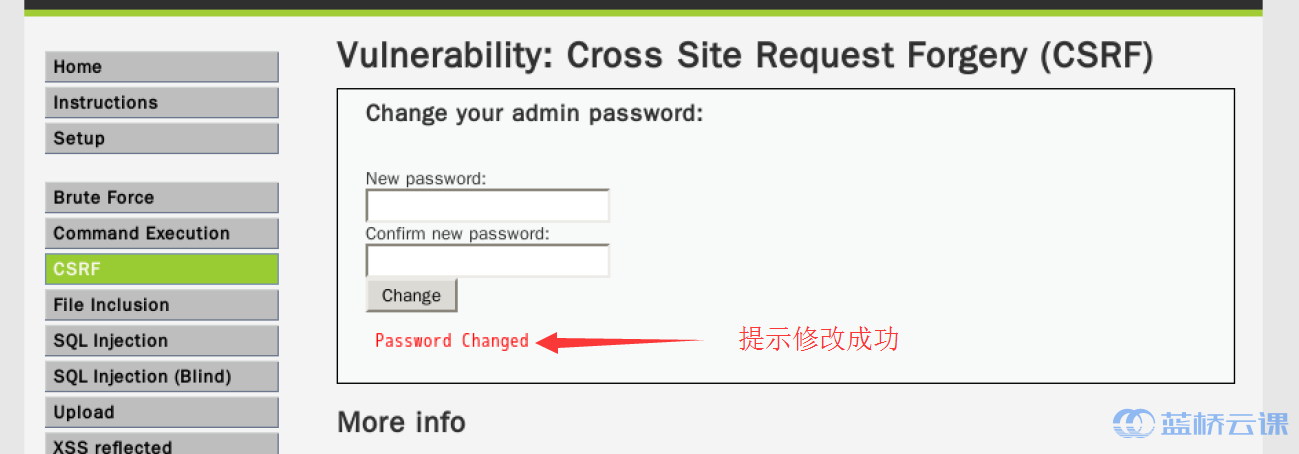 Home
Instructions
Setup
Brute Force
Command Execution
CSRF
File Inclusion
SQL Injection
SQL Injection (Blind)
Upload
XSS reflected
Vulnerability: Cross Site Request Forgery (CSRF)
Change your admin password:
New password:
Confirm new password:
Change
Password Changed
提示修改成功
More info
蓝桥云课